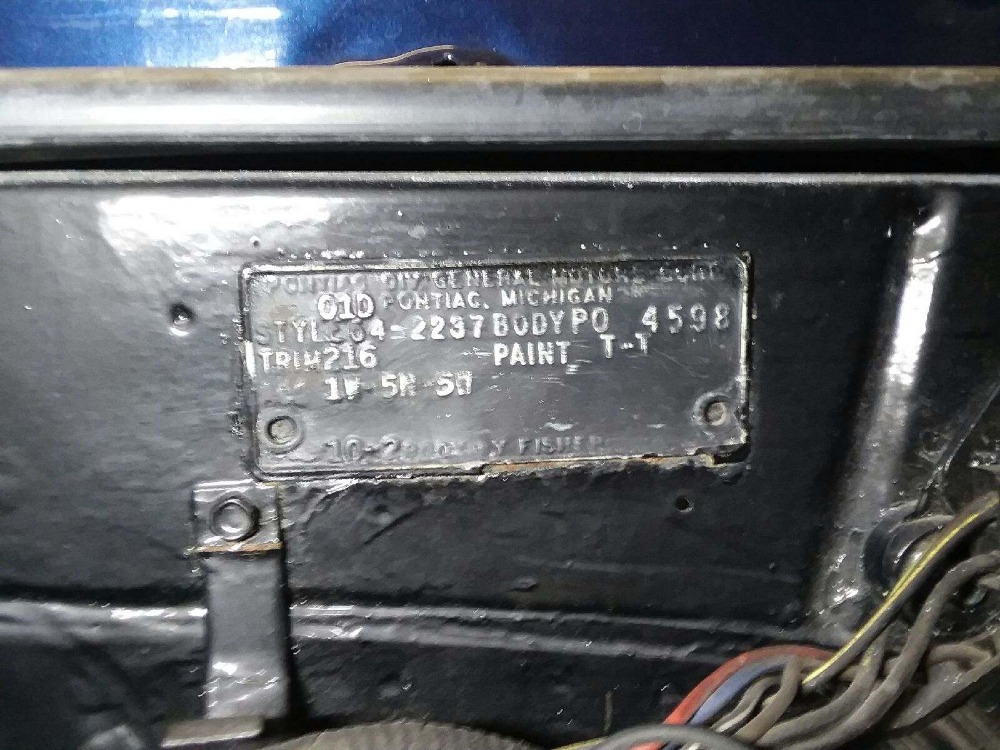 PONTIAC DIV GENERAL MOTORS CORP
01D PONTIAC, MICHIGAN
STYLE 64-2237 BODY PO 4598
TRIM 216 PAINT T-T
1W 5N 5W
10-2 BODY BY FISHER